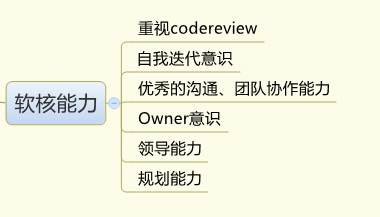 重视codereview
自我迭代意识
优秀的沟通、团队协作能力
软核能力
Owner意识
领导能力
规划能力